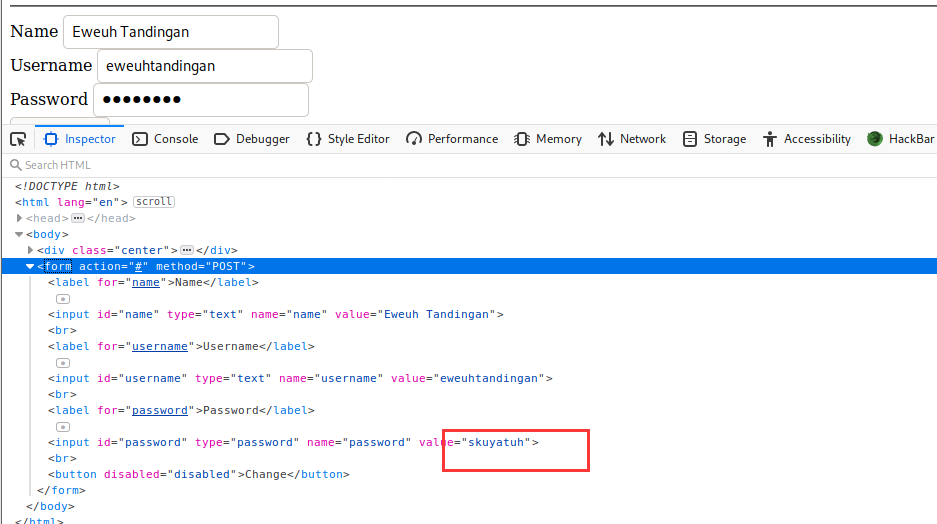 Name Eweuh Tandingan
Username eweuhtandingan
Password ●●●●●●●●
Inspector Console Debugger Style Editor Performance Memory Network Storage Accessibility HackBar
Search HTML
<!DOCTYPE html>
<html lang="en"> scroll
<head> ••• </head>
<body>
<div class="center"> ••• </div>
<form action="#" method="POST">
<label for="name">Name</label>
<input id="name" type="text" name="name" value="Eweuh Tandingan">
<br>
<label for="username">Username</label>
<input id="username" type="text" name="username" value="eweuhtandingan">
<br>
<label for="password">Password</label>
<input id="password" type="password" name="password" value="skuyatuh">
<br>
<button disabled="disabled">Change</button>
</form>
</body>
</html>